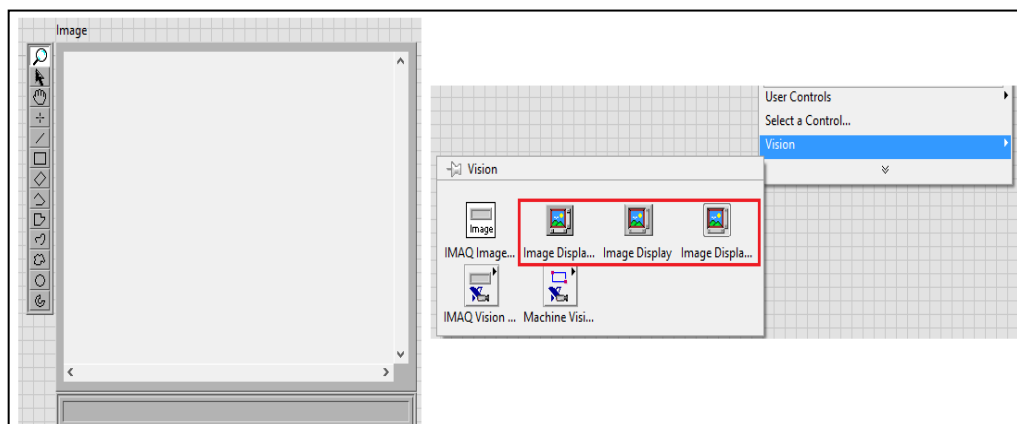 Image
User Controls
Select a Control...
Vision
Vision
Image
IMAQ Image...
Image Displa...
Image Display
Image Displa...
IMAQ Vision ...
Machine Visi...